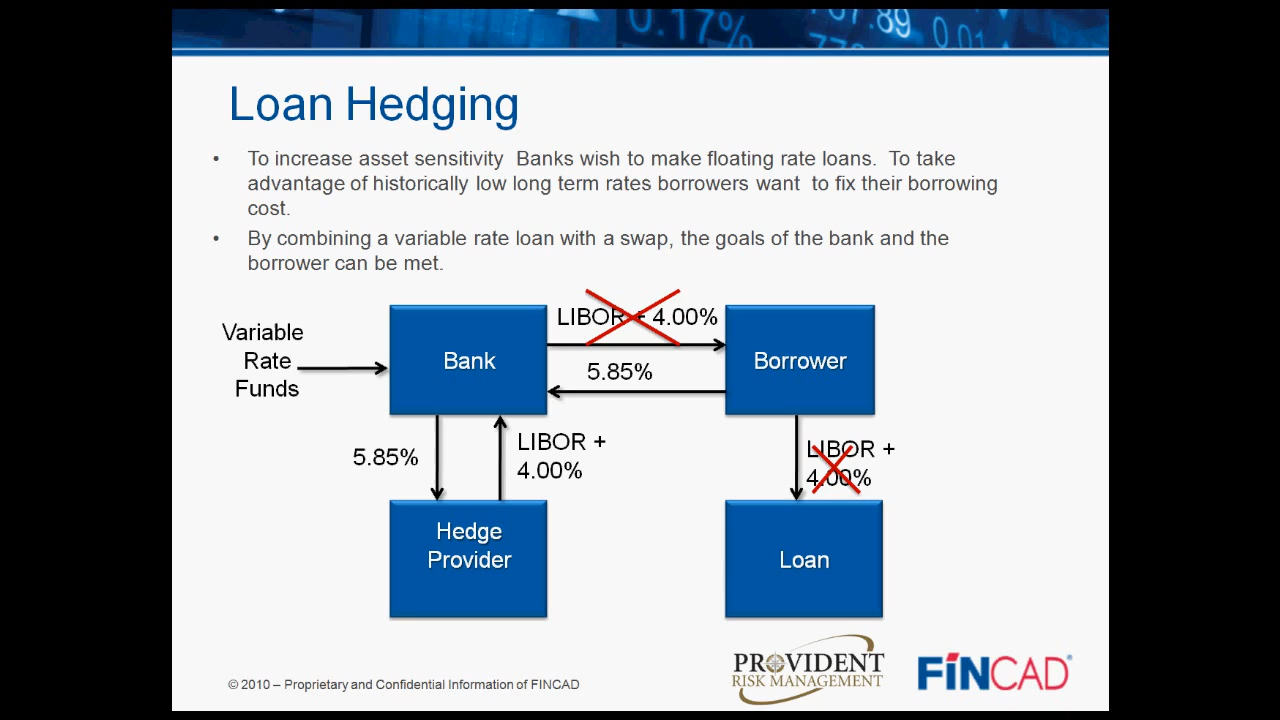 0.17%
767.89
0.01
Loan Hedging
• To increase asset sensitivity  Banks wish to make floating rate loans.  To take
advantage of historically low long term rates borrowers want  to fix their borrowing
cost.
• By combining a variable rate loan with a swap, the goals of the bank and the
borrower can be met.
LIBOR + 4.00%
Variable
Rate
Funds
Bank
Borrower
5.85%
5.85%
LIBOR +
4.00%
LIBOR +
4.00%
Hedge
Provider
Loan
PROVIDENT
RISK MANAGEMENT
FINCAD
© 2010 – Proprietary and Confidential Information of FINCAD